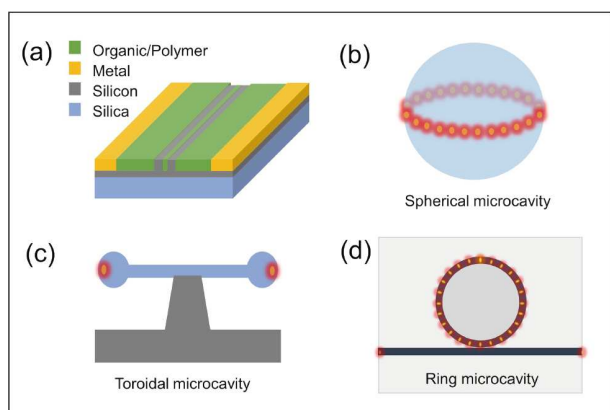 (a)
Organic/Polymer
Metal
Silicon
Silica
(b)
Spherical microcavity
(c)
Toroidal microcavity
(d)
Ring microcavity